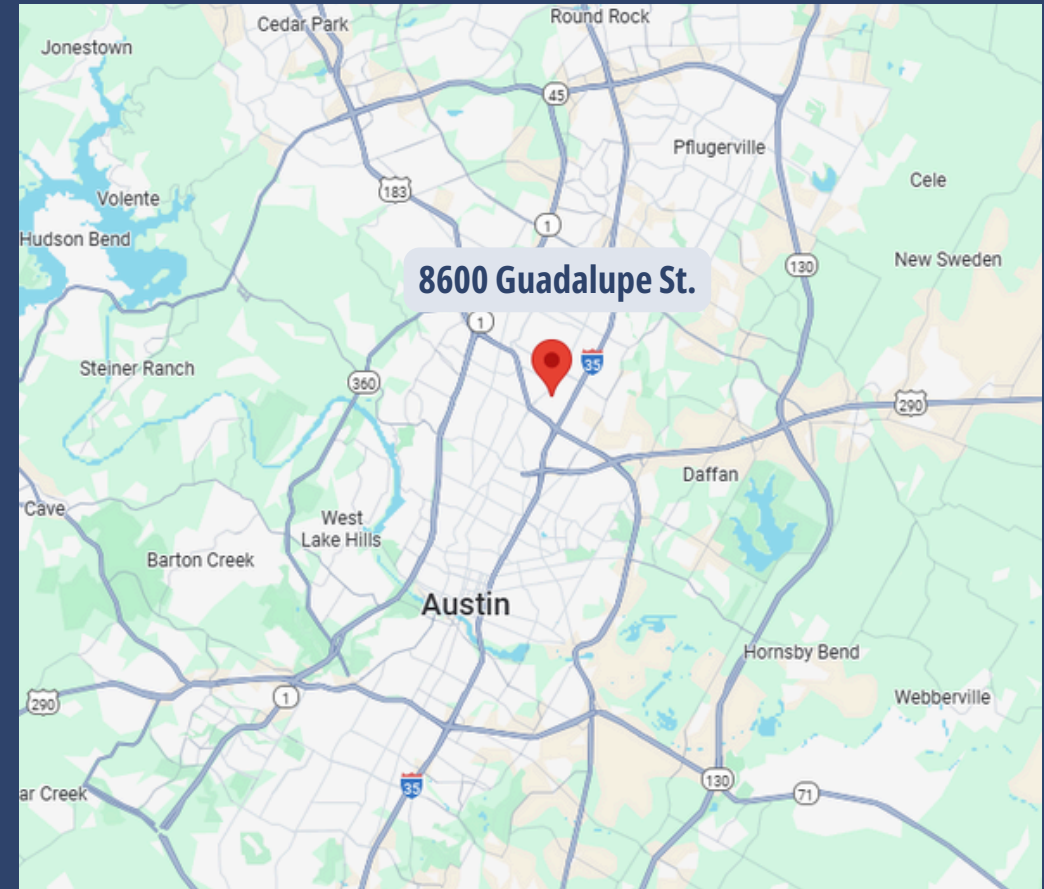 Cedar Park
Round Rock
Jonestown
45
Pflugerville
183
Cele
Volente
1
Hudson Bend
New Sweden
130
8600 Guadalupe St.
1
35
Steiner Ranch
360
290
Daffan
Cave
West
Lake Hills
Barton Creek
Austin
Hornsby Bend
290
1
Webberville
130
35
71
ar Creek